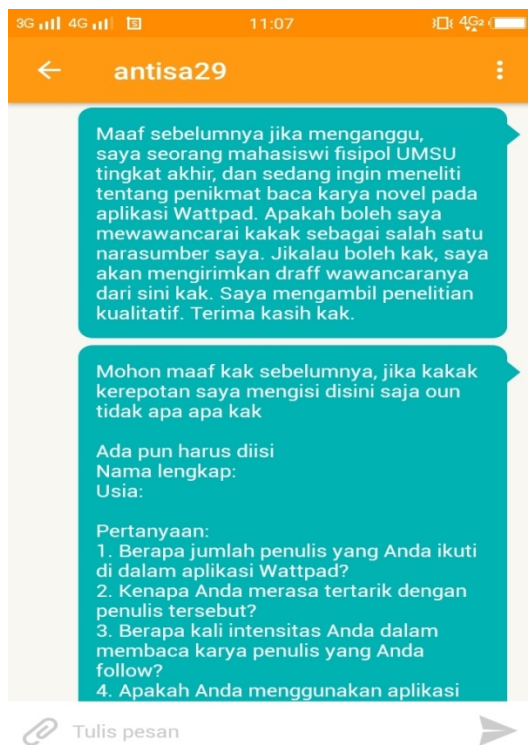 3G 4G S 11:07 4G2
antisa29
Maaf sebelumnya jika menganggu,
saya seorang mahasiswi fisipol UMSU
tingkat akhir, dan sedang ingin meneliti
tentang penikmat baca karya novel pada
aplikasi Wattpad. Apakah boleh saya
mewawancarai kakak sebagai salah satu
narasumber saya. Jikalau boleh kak, saya
akan mengirimkan draff wawancaranya
dari sini kak. Saya mengambil penelitian
kualitatif. Terima kasih kak.
Mohon maaf kak sebelumnya, jika kakak
kerepotan saya mengisi disini saja oun
tidak apa apa kak
Ada pun harus diisi
Nama lengkap:
Usia:
Pertanyaan:
1. Berapa jumlah penulis yang Anda ikuti
di dalam aplikasi Wattpad?
2. Kenapa Anda merasa tertarik dengan
penulis tersebut?
3. Berapa kali intensitas Anda dalam
membaca karya penulis yang Anda
follow?
4. Apakah Anda menggunakan aplikasi
Tulis pesan